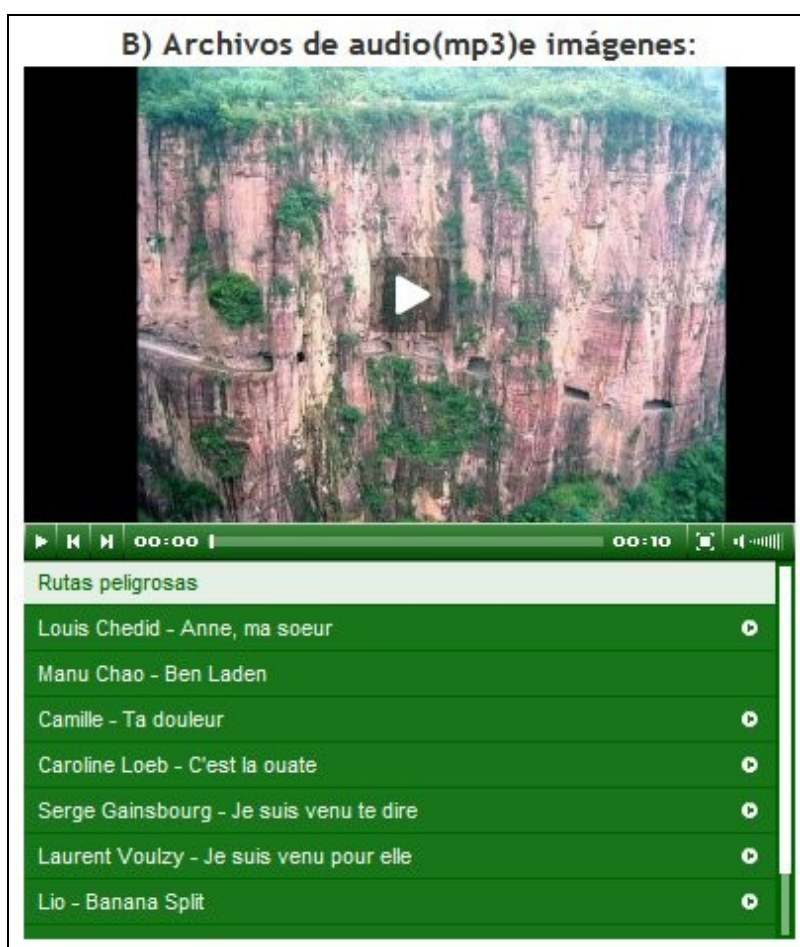 B) Archivos de audio(mp3)e imágenes:
00:00 00:10
Rutas peligrosas
Louis Chedid - Anne, ma soeur
Manu Chao - Ben Laden
Camille - Ta douleur
Caroline Loeb - C'est la ouate
Serge Gainsbourg - Je suis venu te dire
Laurent Voulzy - Je suis venu pour elle
Lio - Banana Split